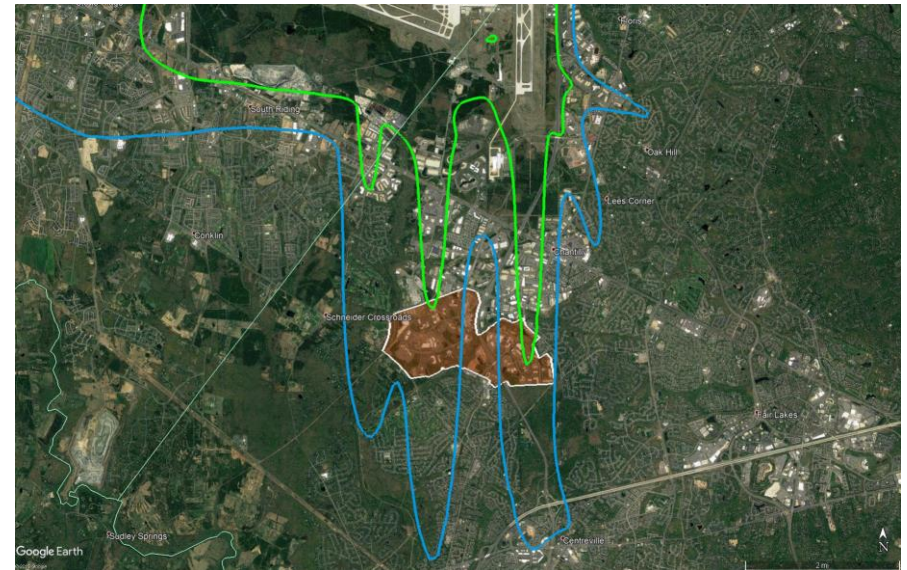 Floris
South Riding
Oak Hill
Lees Corner
Conklin
Chantilly
Schneider Crossroads
Fair Lakes
Sudley Springs
Centreville
Google Earth
N
2 mi